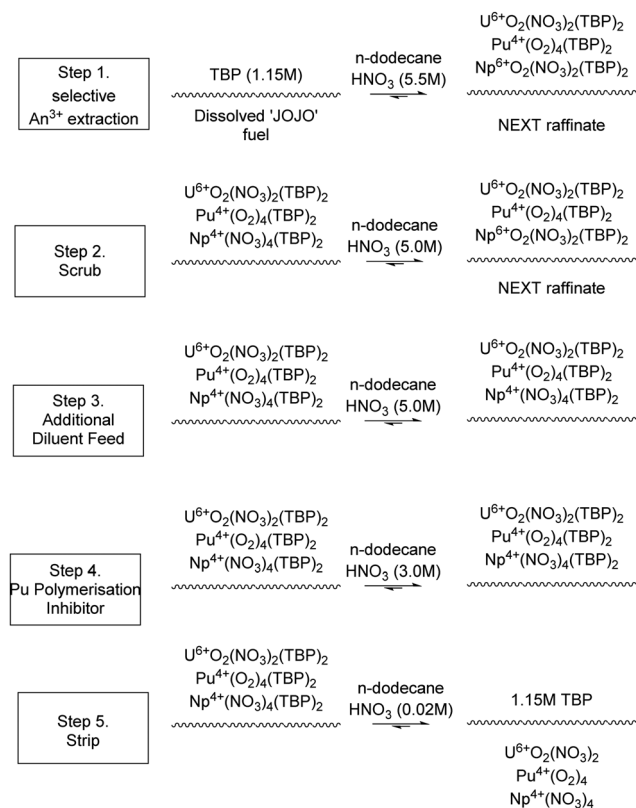 Step 1.
selective
An³⁺ extraction
TBP (1.15M)
Dissolved 'JOJO'
fuel
n-dodecane
HNO₃ (5.5M)
U⁶⁺O₂(NO₃)₂(TBP)₂
Pu⁴⁺(O₂)₄(TBP)₂
Np⁶⁺O₂(NO₃)₂(TBP)₂
NEXT raffinate
Step 2.
Scrub
U⁶⁺O₂(NO₃)₂(TBP)₂
Pu⁴⁺(O₂)₄(TBP)₂
Np⁴⁺(NO₃)₄(TBP)₂
n-dodecane
HNO₃ (5.0M)
U⁶⁺O₂(NO₃)₂(TBP)₂
Pu⁴⁺(O₂)₄(TBP)₂
Np⁶⁺O₂(NO₃)₂(TBP)₂
NEXT raffinate
Step 3.
Additional
Diluent Feed
U⁶⁺O₂(NO₃)₂(TBP)₂
Pu⁴⁺(O₂)₄(TBP)₂
Np⁴⁺(NO₃)₄(TBP)₂
n-dodecane
HNO₃ (5.0M)
U⁶⁺O₂(NO₃)₂(TBP)₂
Pu⁴⁺(O₂)₄(TBP)₂
Np⁴⁺(NO₃)₄(TBP)₂
Step 4.
Pu Polymerisation
Inhibitor
U⁶⁺O₂(NO₃)₂(TBP)₂
Pu⁴⁺(O₂)₄(TBP)₂
Np⁴⁺(NO₃)₄(TBP)₂
n-dodecane
HNO₃ (3.0M)
U⁶⁺O₂(NO₃)₂(TBP)₂
Pu⁴⁺(O₂)₄(TBP)₂
Np⁴⁺(NO₃)₄(TBP)₂
Step 5.
Strip
U⁶⁺O₂(NO₃)₂(TBP)₂
Pu⁴⁺(O₂)₄(TBP)₂
Np⁴⁺(NO₃)₄(TBP)₂
n-dodecane
HNO₃ (0.02M)
1.15M TBP
U⁶⁺O₂(NO₃)₂
Pu⁴⁺(O₂)₄
Np⁴⁺(NO₃)₄